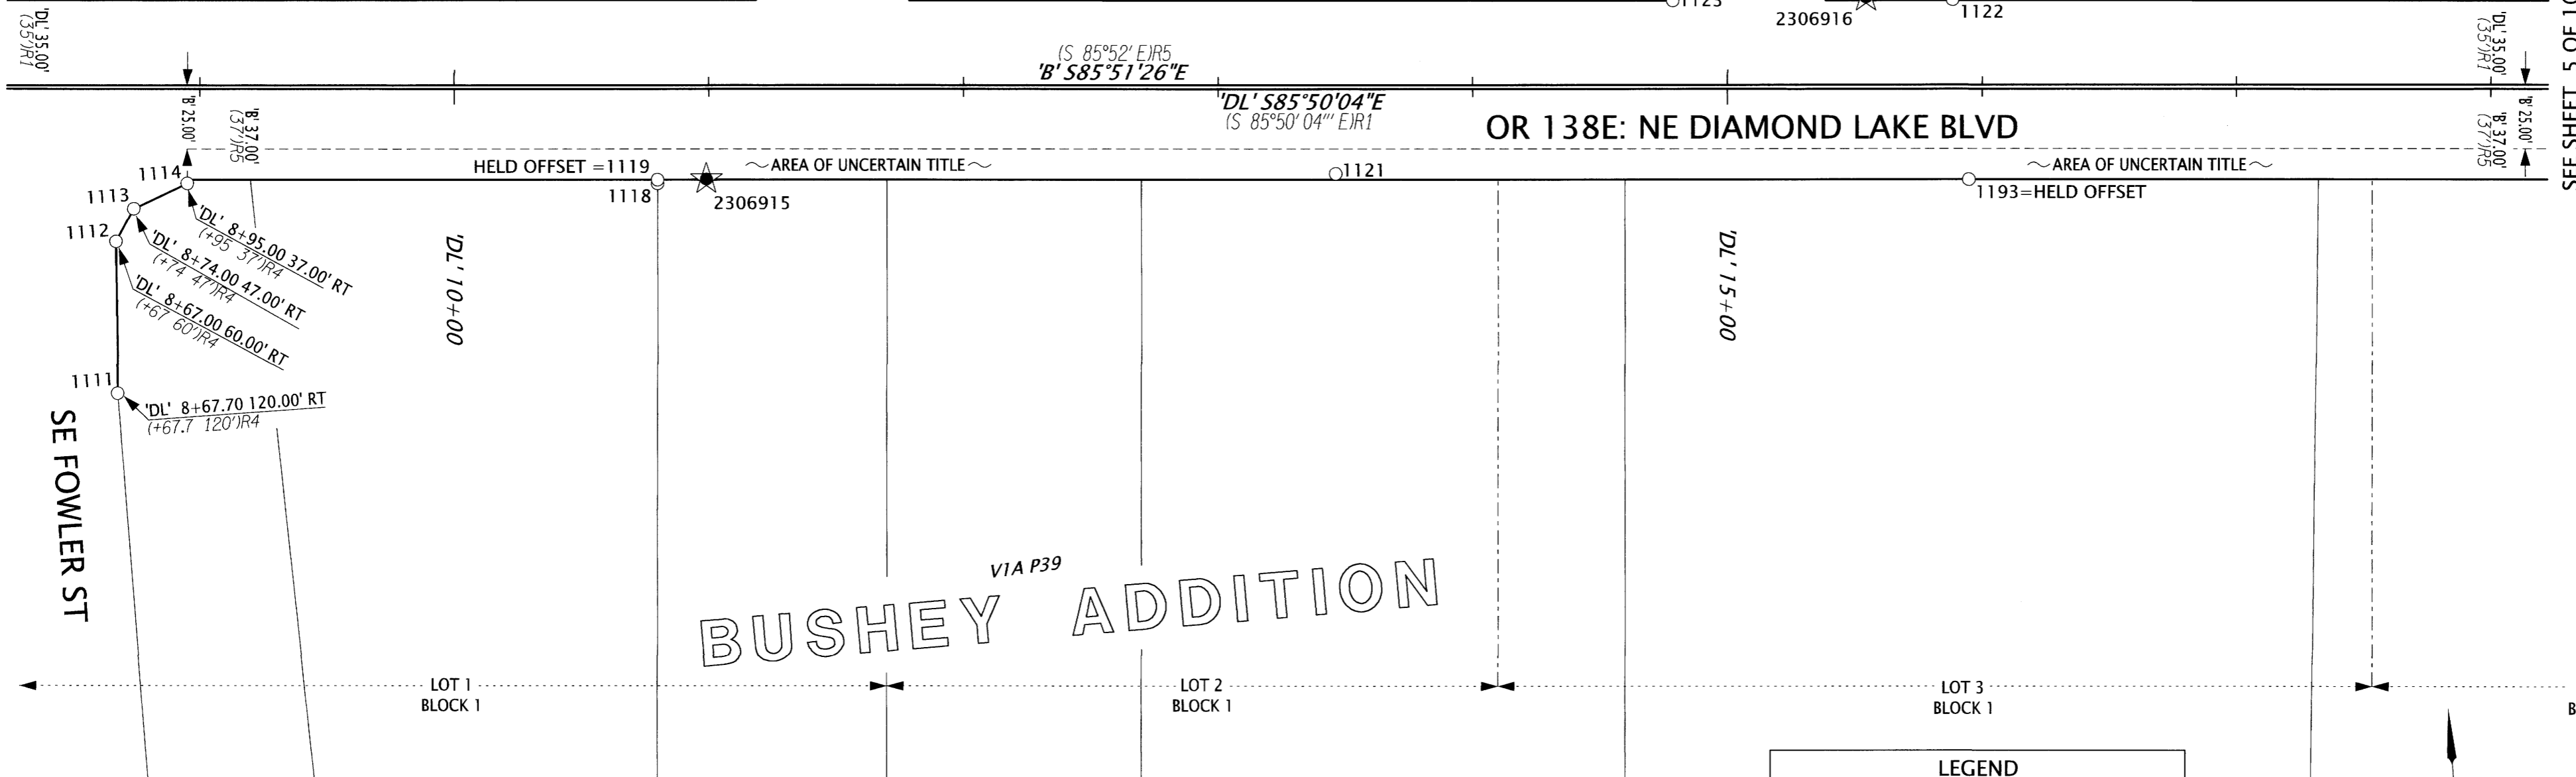 'DL' 35.00'
(35')R1
1123
2306916
1122
'DL' 35.00'
(35')R1
(S 85°52' E)R5
'B' S85°51'26"E
'DL' S85°50'04"E
(S 85°50' 04''' E)R1
OR 138E: NE DIAMOND LAKE BLVD
'B' 25.00'
'B' 37.00'
(37')R5
'B' 25.00'
'B' 37.00'
(37')R5
HELD OFFSET =1119
AREA OF UNCERTAIN TITLE
1121
AREA OF UNCERTAIN TITLE
1114
1118
2306915
1193=HELD OFFSET
1113
1112
'DL' 8+95.00 37.00' RT
(+95 37')R4
'DL' 8+74.00 47.00' RT
(+74 47')R4
'DL' 8+67.00 60.00' RT
(+67 60')R4
1111
'DL' 8+67.70 120.00' RT
(+67.7 120')R4
'DL' 10+00
'DL' 15+00
SE FOWLER ST
V1A P39
BUSHEY ADDITION
LOT 1
BLOCK 1
LOT 2
BLOCK 1
LOT 3
BLOCK 1
B
LEGEND